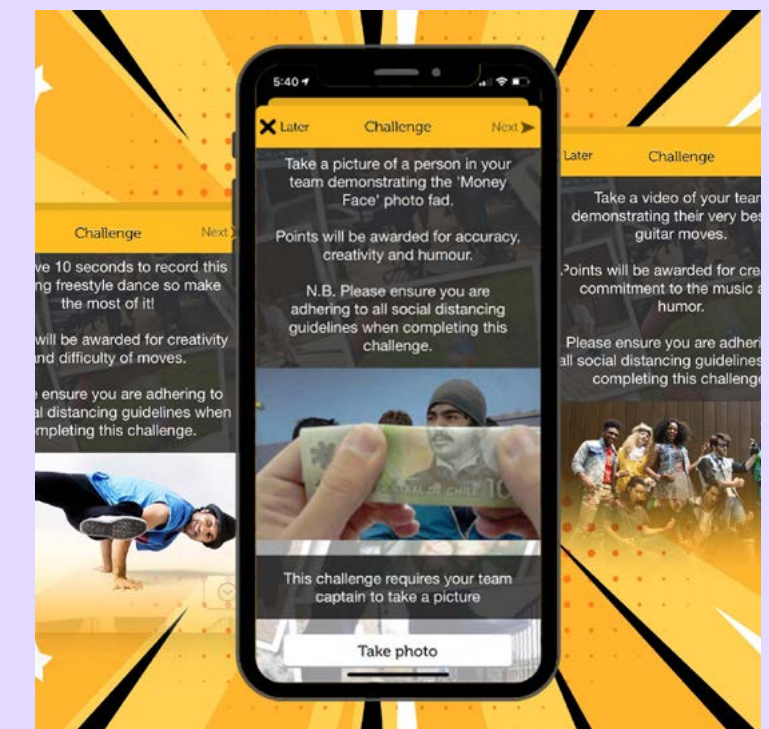 Challenge
Next
ve 10 seconds to record this
ng freestyle dance so make
the most of it!
will be awarded for creativity
nd difficulty of moves.
ensure you are adhering to
al distancing guidelines when
mpleting this challenge.
5:40
Later
Challenge
Next
Take a picture of a person in your
team demonstrating the 'Money
Face' photo fad.
Points will be awarded for accuracy,
creativity and humour.
N.B. Please ensure you are
adhering to all social distancing
guidelines when completing this
challenge.
CENTRAL DE CHILE 10
This challenge requires your team
captain to take a picture
Take photo
Later
Challenge
Take a video of your tear
demonstrating their very bes
guitar moves.
Points will be awarded for cre
commitment to the music a
humor.
Please ensure you are adheri
all social distancing guidelines
completing this challenge